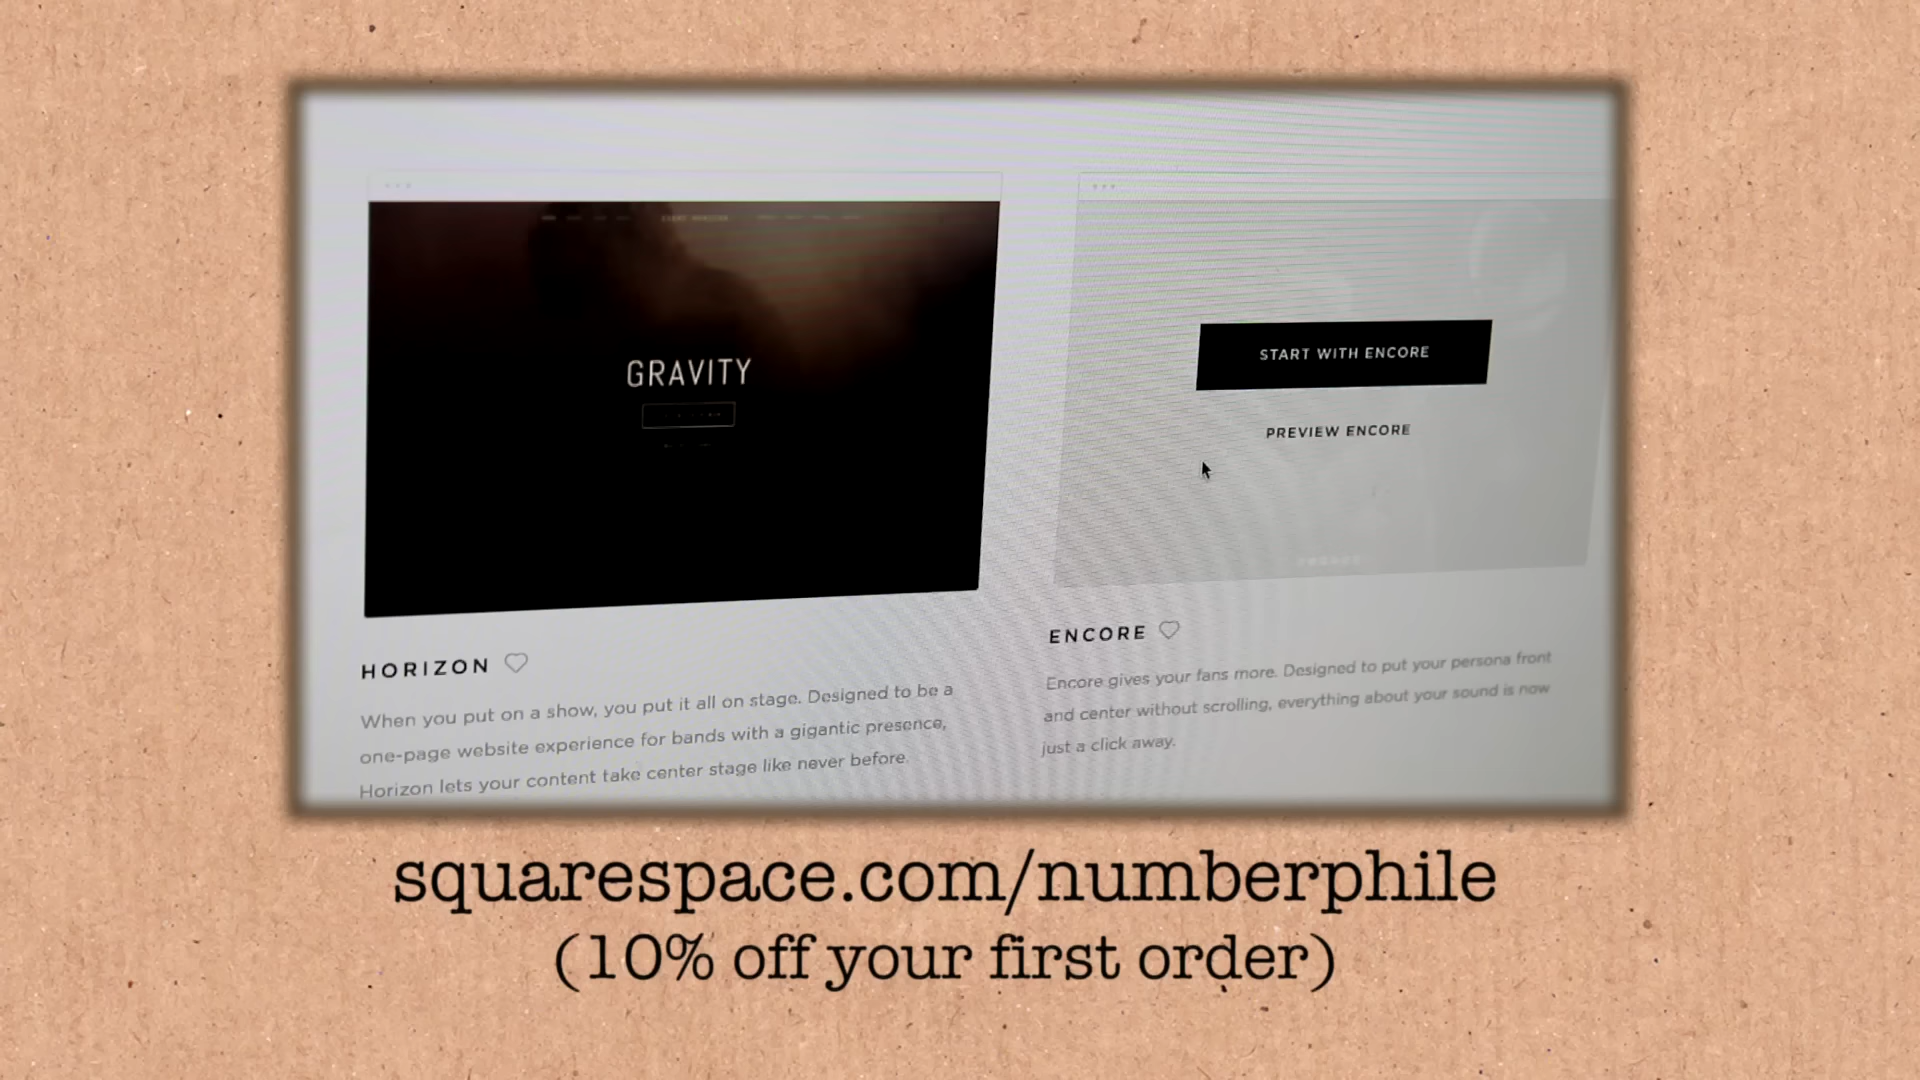 GRAVITY
START WITH ENCORE
PREVIEW ENCORE
HORIZON
When you put on a show, you put it all on stage. Designed to be a
one-page website experience for bands with a gigantic presence,
Horizon lets your content take center stage like never before.
ENCORE
Encore gives your fans more. Designed to put your persona front
and center without scrolling, everything about your sound is now
just a click away.
squarespace.com/numberphile
(10% off your first order)